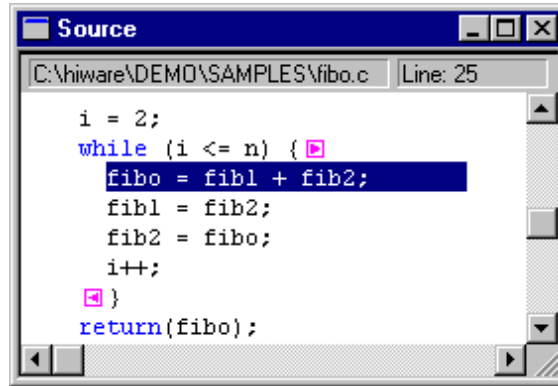 Source
C:\hiware\DEMO\SAMPLES\fibo.c Line: 25
i = 2;
while (i <= n) {
fibo = fib1 + fib2;
fib1 = fib2;
fib2 = fibo;
i++;
}
return(fibo);